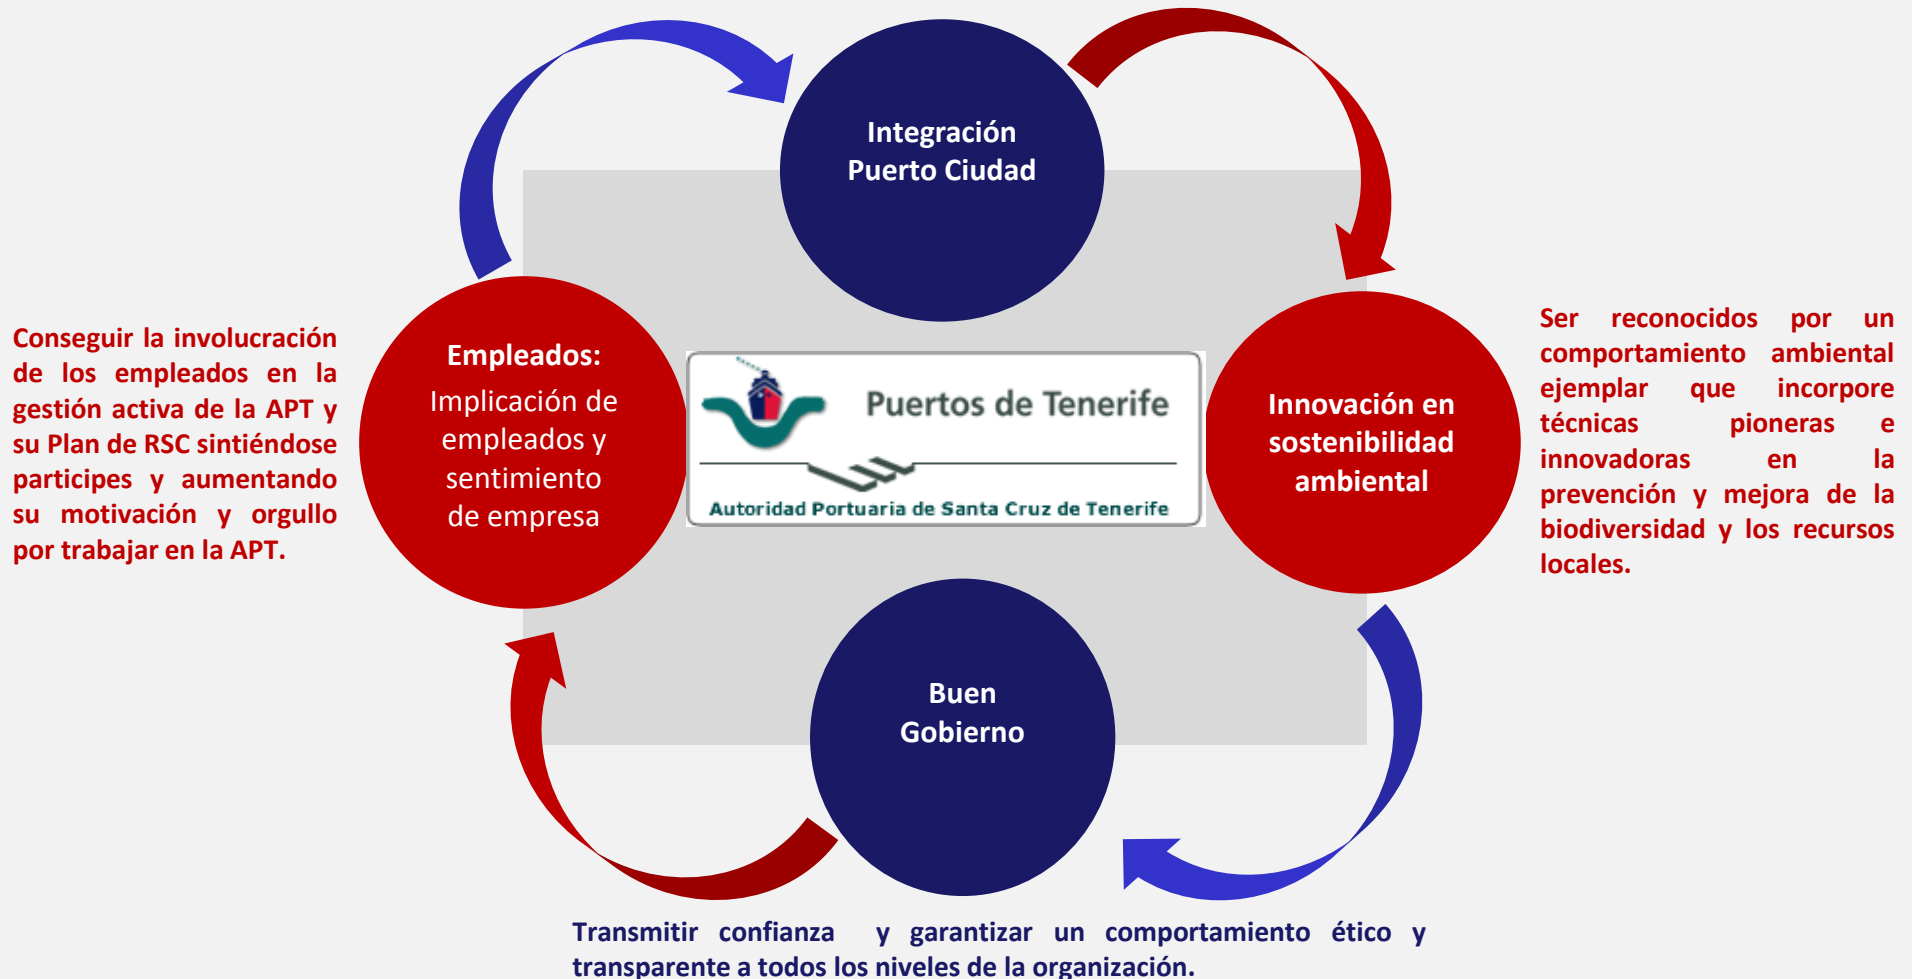 Integración
Puerto Ciudad
Conseguir la involucración
de los empleados en la
gestión activa de la APT y
su Plan de RSC sintiéndose
participes y aumentando
su motivación y orgullo
por trabajar en la APT.
Empleados:
Implicación de
empleados y
sentimiento
de empresa
Puertos de Tenerife
Autoridad Portuaria de Santa Cruz de Tenerife
Innovación en
sostenibilidad
ambiental
Ser reconocidos por un
comportamiento ambiental
ejemplar que incorpore
técnicas pioneras e
innovadoras en la
prevención y mejora de la
biodiversidad y los recursos
locales.
Buen
Gobierno
Transmitir confianza y garantizar un comportamiento ético y
transparente a todos los niveles de la organización.